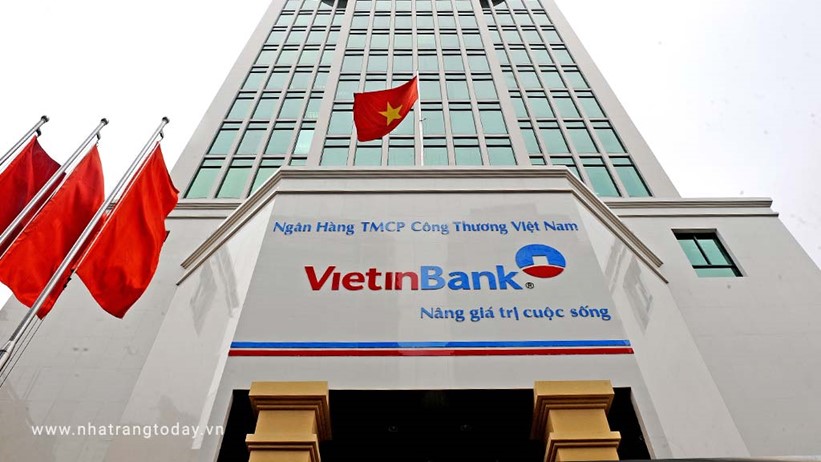 Ngân Hàng TMCP Công Thương Việt Nam
VietinBank®
Nâng giá trị cuộc sống
www.nhatrangtoday.vn